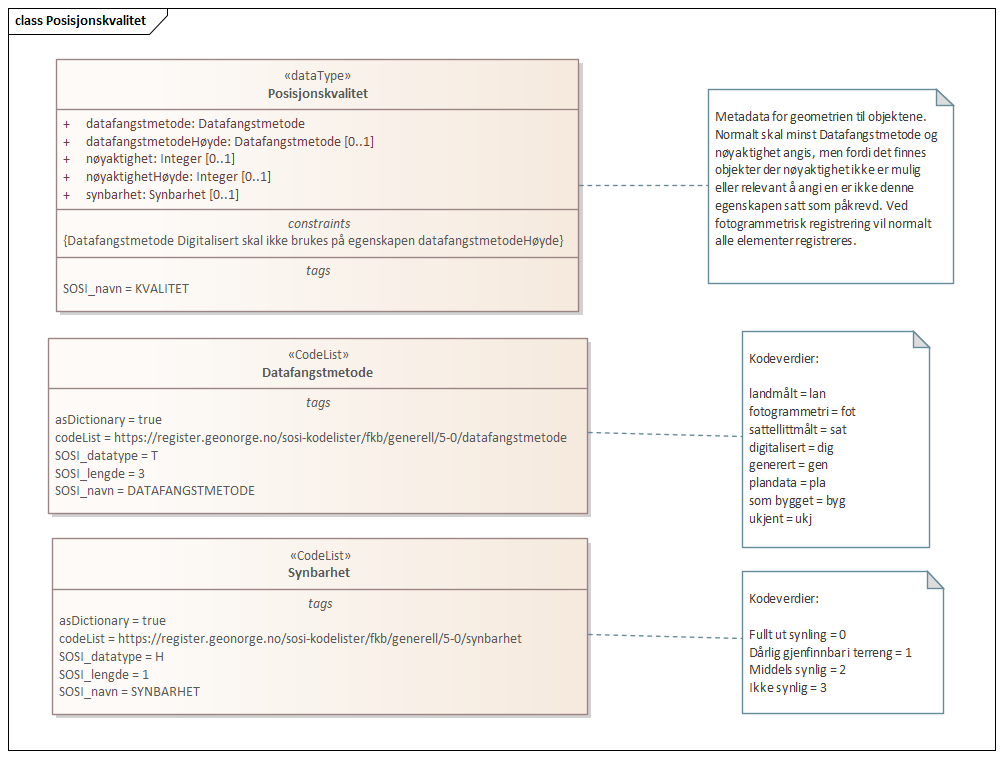 class Posisjonskvalitet
«dataType»
Posisjonskvalitet
+ datafangstmetode: Datafangstmetode
+ datafangstmetodeHøyde: Datafangstmetode [0..1]
+ nøyaktighet: Integer [0..1]
+ nøyaktighetHøyde: Integer [0..1]
+ synbarhet: Synbarhet [0..1]
constraints
{Datafangstmetode Digitalisert skal ikke brukes på egenskapen datafangstmetodeHøyde}
tags
SOSI_navn = KVALITET
Metadata for geometrien til objektene.
Normalt skal minst Datafangstmetode og
nøyaktighet angis, men fordi det finnes
objekter der nøyaktighet ikke er mulig
eller relevant å angi en er ikke denne
egenskapen satt som påkrevd. Ved
fotogrammetrisk registrering vil normalt
alle elementer registreres.
«CodeList»
Datafangstmetode
tags
asDictionary = true
codeList = https://register.geonorge.no/sosi-kodelister/fkb/generell/5-0/datafangstmetode
SOSI_datatype = T
SOSI_lengde = 3
SOSI_navn = DATAFANGSTMETODE
Kodeverdier:
landmålt = lan
fotogrammetri = fot
sattellittmålt = sat
digitalisert = dig
generert = gen
plandata = pla
som bygget = byg
ukjent = ukj
«CodeList»
Synbarhet
tags
asDictionary = true
codeList = https://register.geonorge.no/sosi-kodelister/fkb/generell/5-0/synbarhet
SOSI_datatype = H
SOSI_lengde = 1
SOSI_navn = SYNBARHET
Kodeverdier:
Fullt ut synling = 0
Dårlig gjenfinnbar i terreng = 1
Middels synlig = 2
Ikke synlig = 3